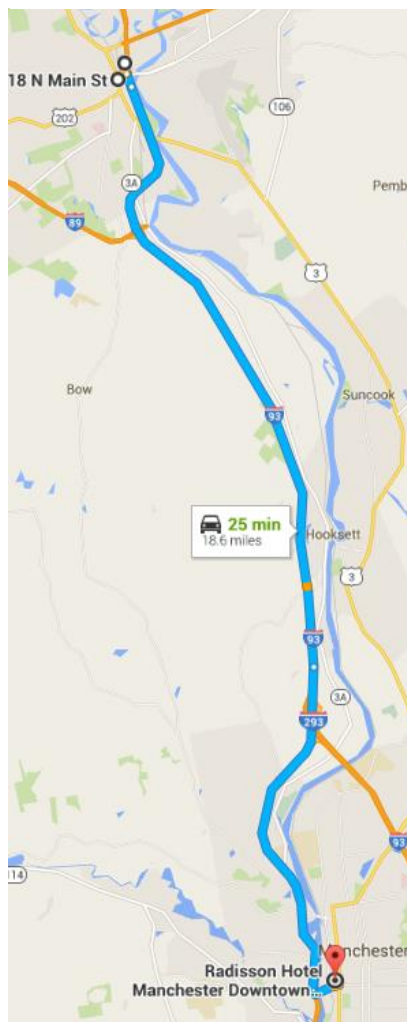 18 N Main St
202
106
3A
Pemb
89
3
Suncook
Bow
93
25 min
18.6 miles
Hooksett
3
93
3A
293
93
114
Manchester
Radisson Hotel
Manchester Downtown...